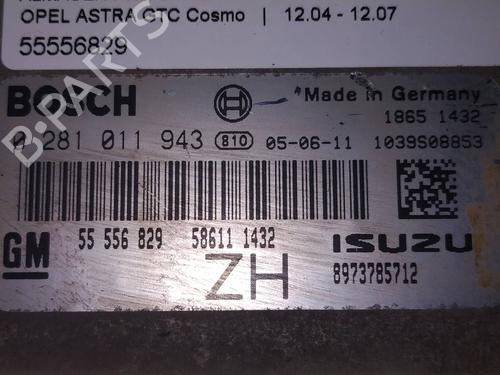 OPEL ASTRA GTC Cosmo | 12.04 - 12.07
55556829
BOSCH Made in Germany
1865 1432
0 281 011 943 810 05-06-11 1039S08853
GM 55 556 829 58611 1432 ISUZU
ZH 8973785712